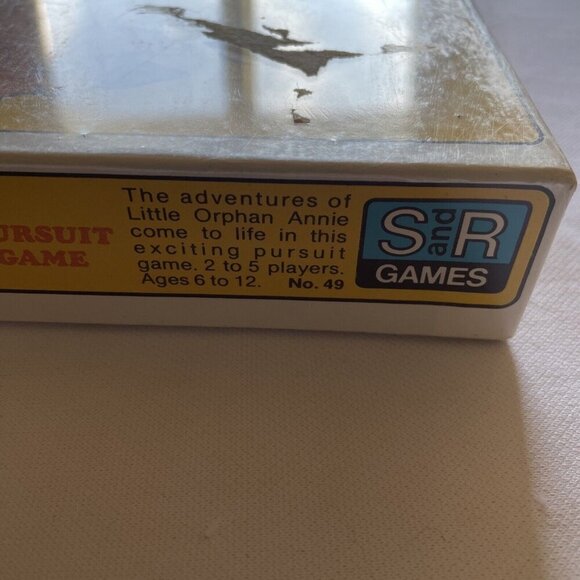 URSUIT
GAME
The adventures of
Little Orphan Annie
come to life in this
exciting pursuit
game. 2 to 5 players.
Ages 6 to 12. No. 49
S and R
GAMES